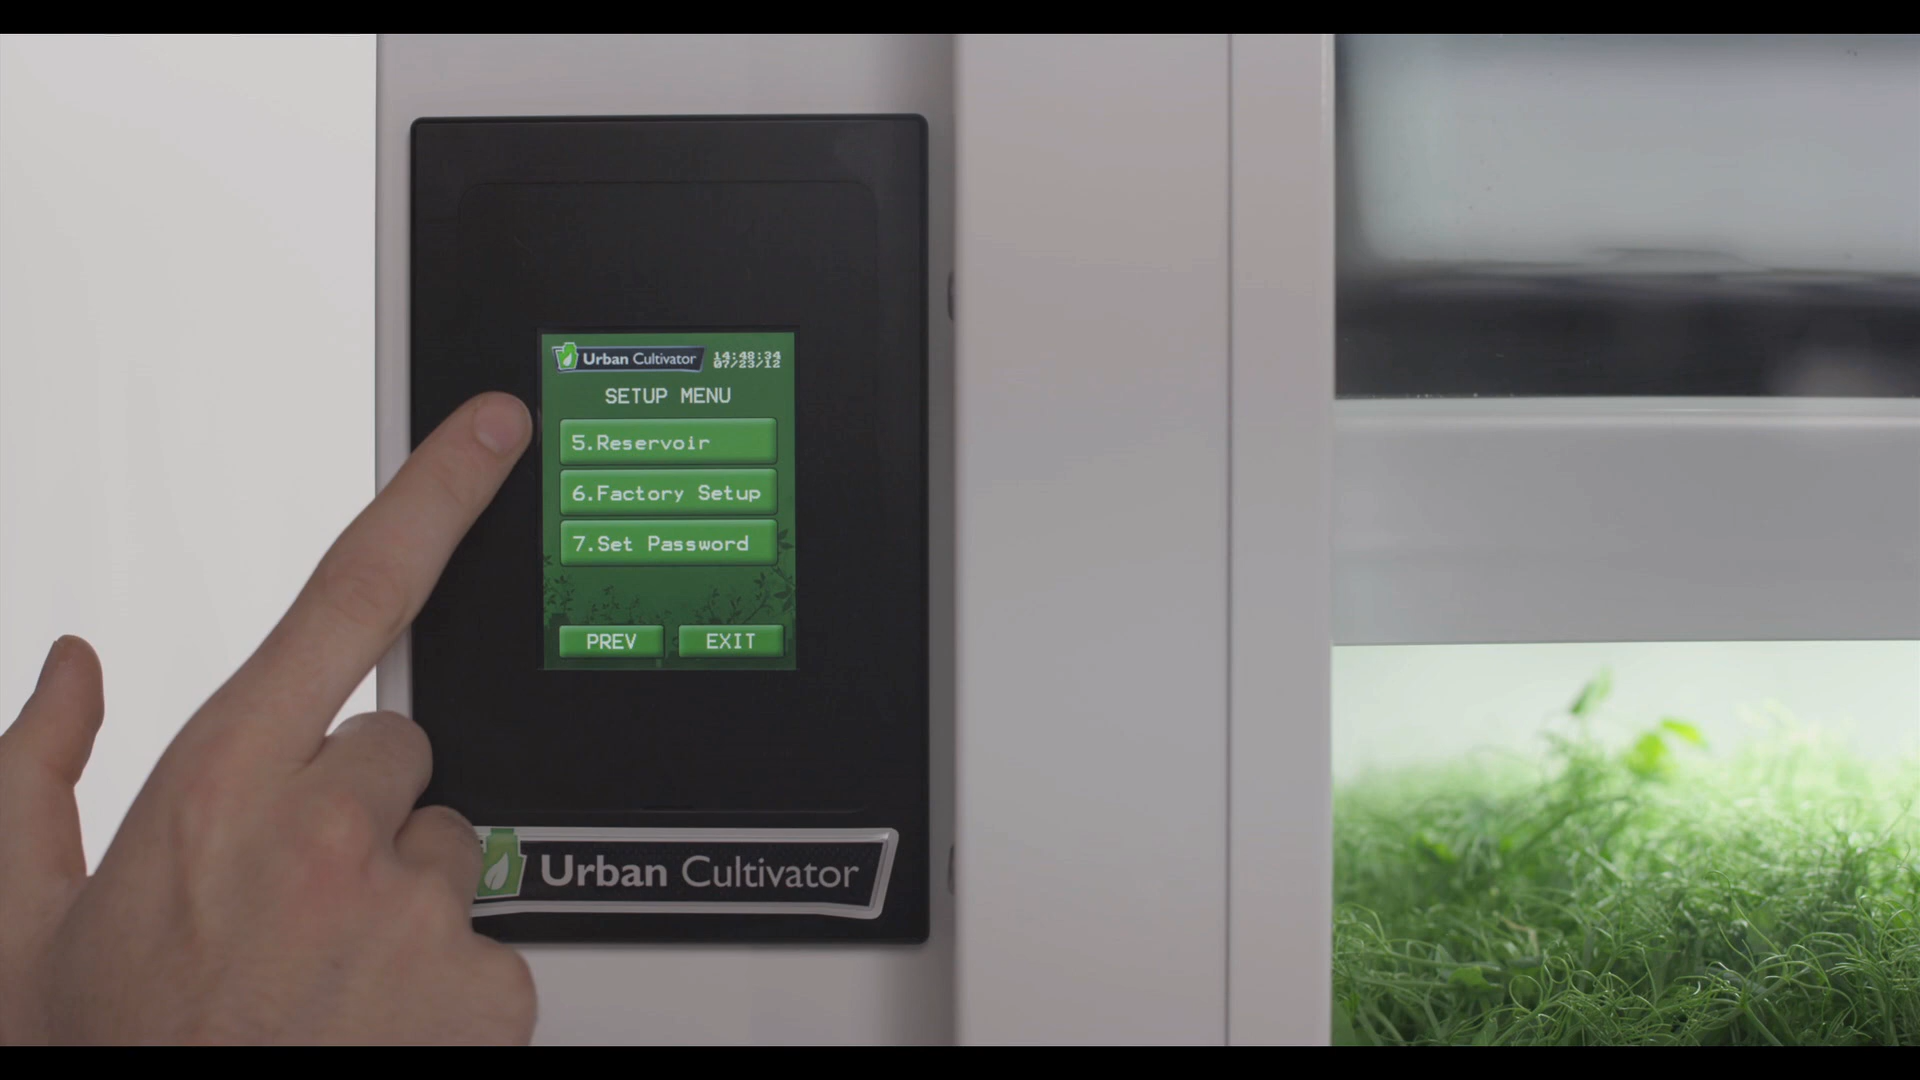 Urban Cultivator
14:48:34
07/23/12
SETUP MENU
5.Reservoir
6.Factory Setup
7.Set Password
PREV EXIT
Urban Cultivator